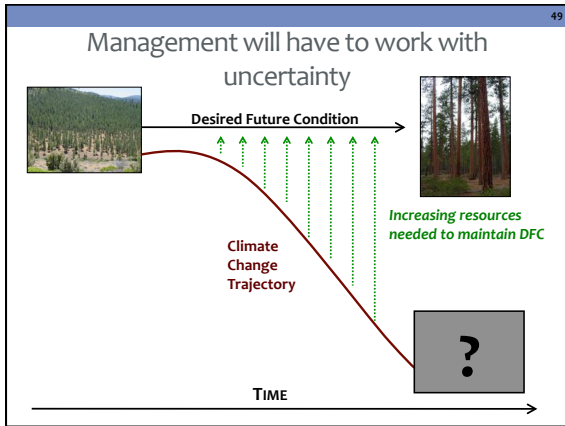 49
Management will have to work with
uncertainty
Desired Future Condition
Increasing resources
needed to maintain DFC
Climate
Change
Trajectory
?
TIME